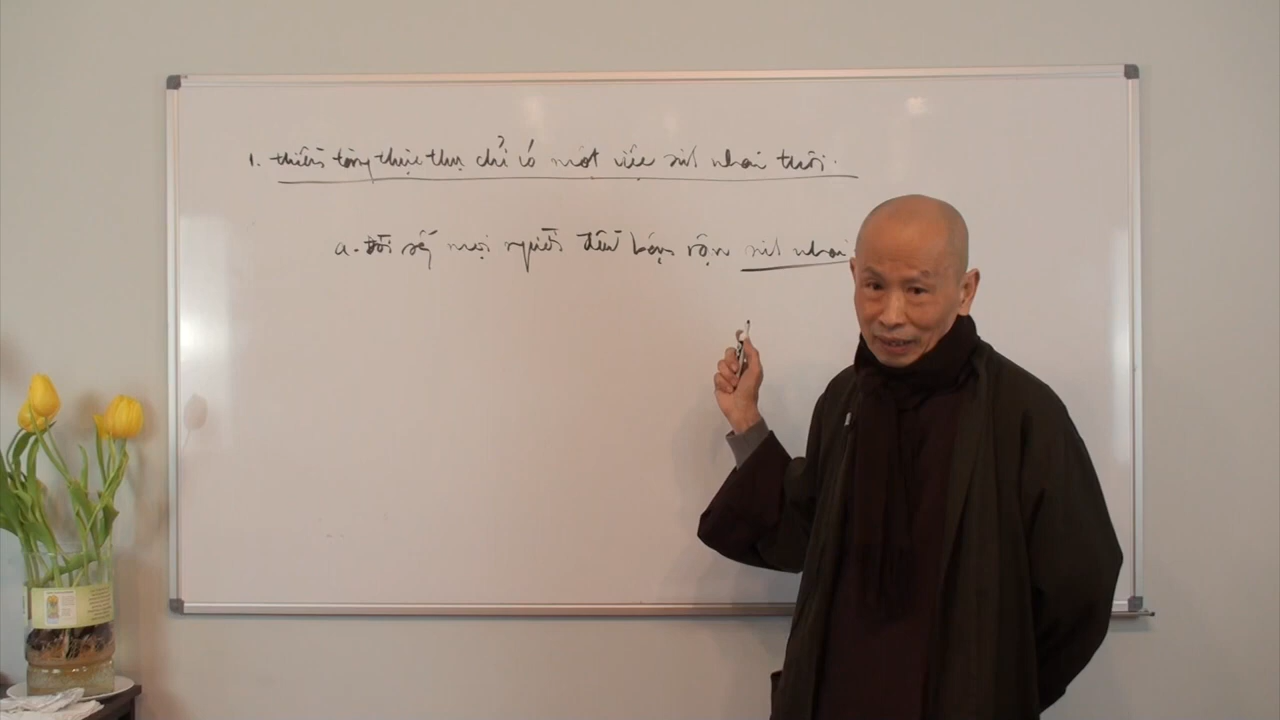 1. thiền tông thực thụ chỉ có một việc sinh nhai thôi.
a. đời sống mọi người đều bận rộn sinh nhai